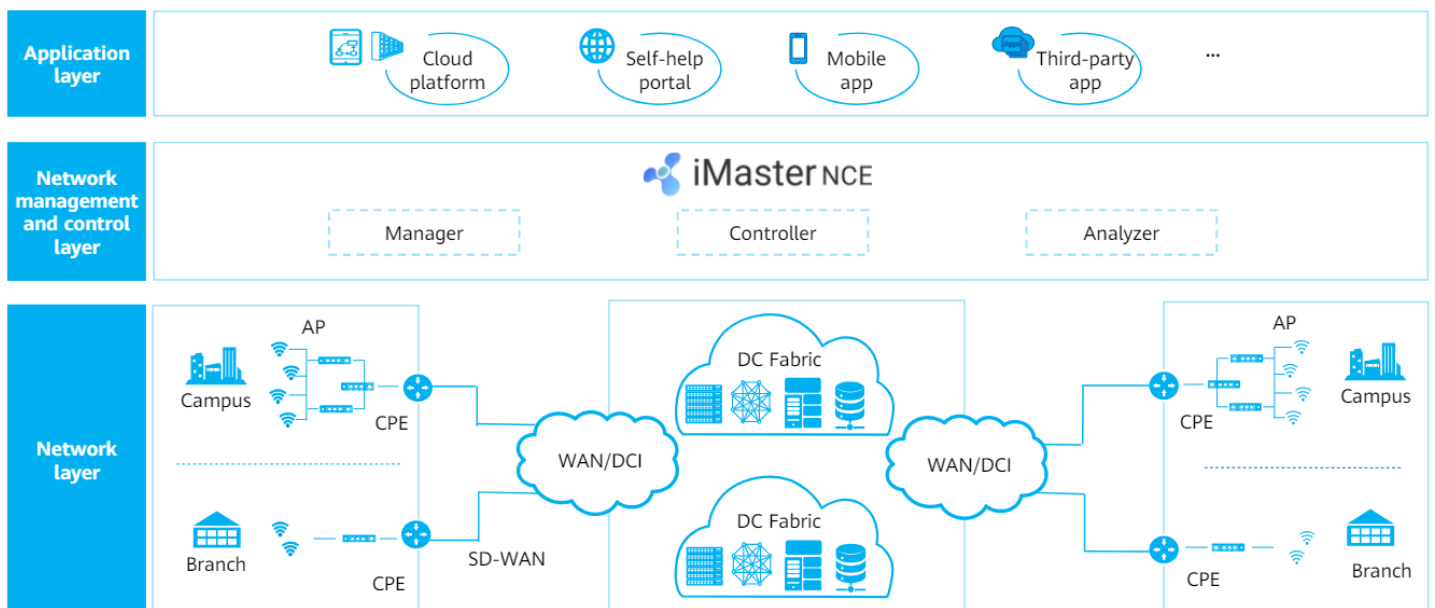 Application
layer
Cloud
platform
Self-help
portal
Mobile
app
Third-party
app
...
Network
management
and control
layer
iMaster NCE
Manager
Controller
Analyzer
Network
layer
AP
Campus
CPE
Branch
CPE
SD-WAN
WAN/DCI
DC Fabric
DC Fabric
WAN/DCI
AP
CPE
Campus
CPE
Branch